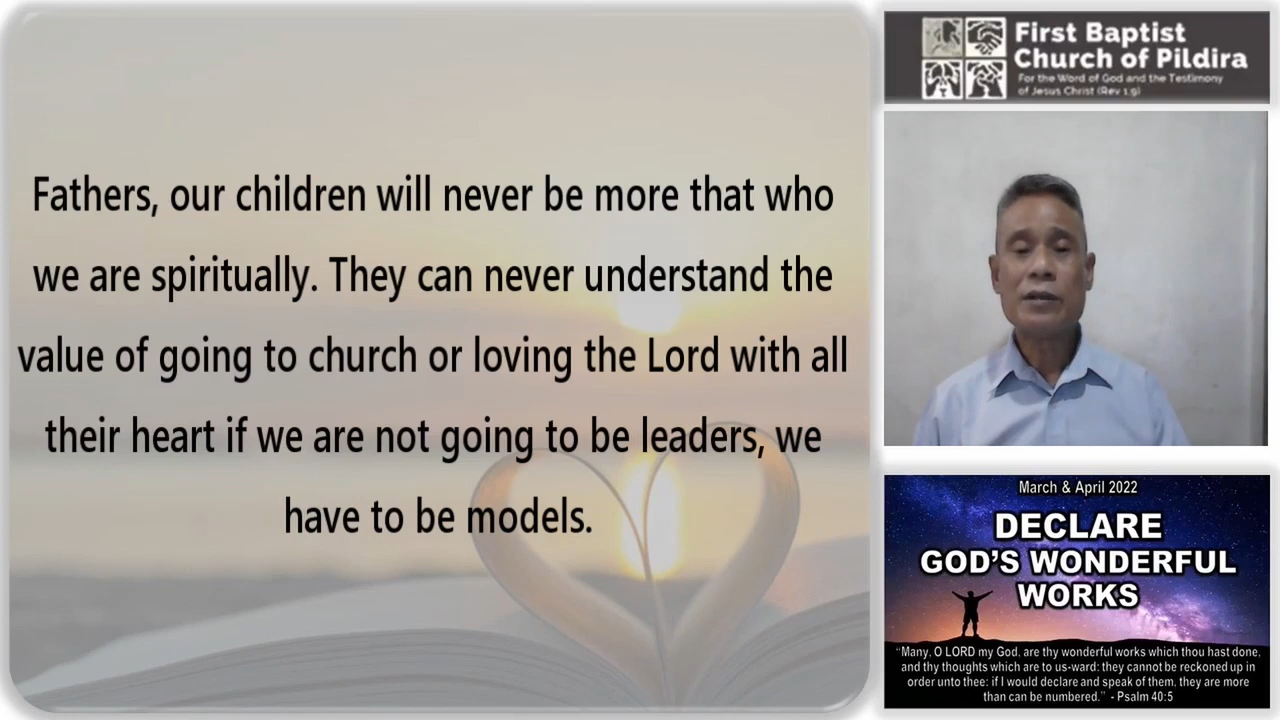 Fathers, our children will never be more that who
we are spiritually. They can never understand the
value of going to church or loving the Lord with all
their heart if we are not going to be leaders, we
have to be models.
First Baptist
Church of Pildira
For the Word of God and the Testimony
of Jesus Christ (Rev 1:9)
March & April 2022
DECLARE
GOD'S WONDERFUL
WORKS
“Many, O LORD my God, are thy wonderful works which thou hast done,
and thy thoughts which are to us-ward: they cannot be reckoned up in
order unto thee: if I would declare and speak of them, they are more
than can be numbered.” - Psalm 40:5